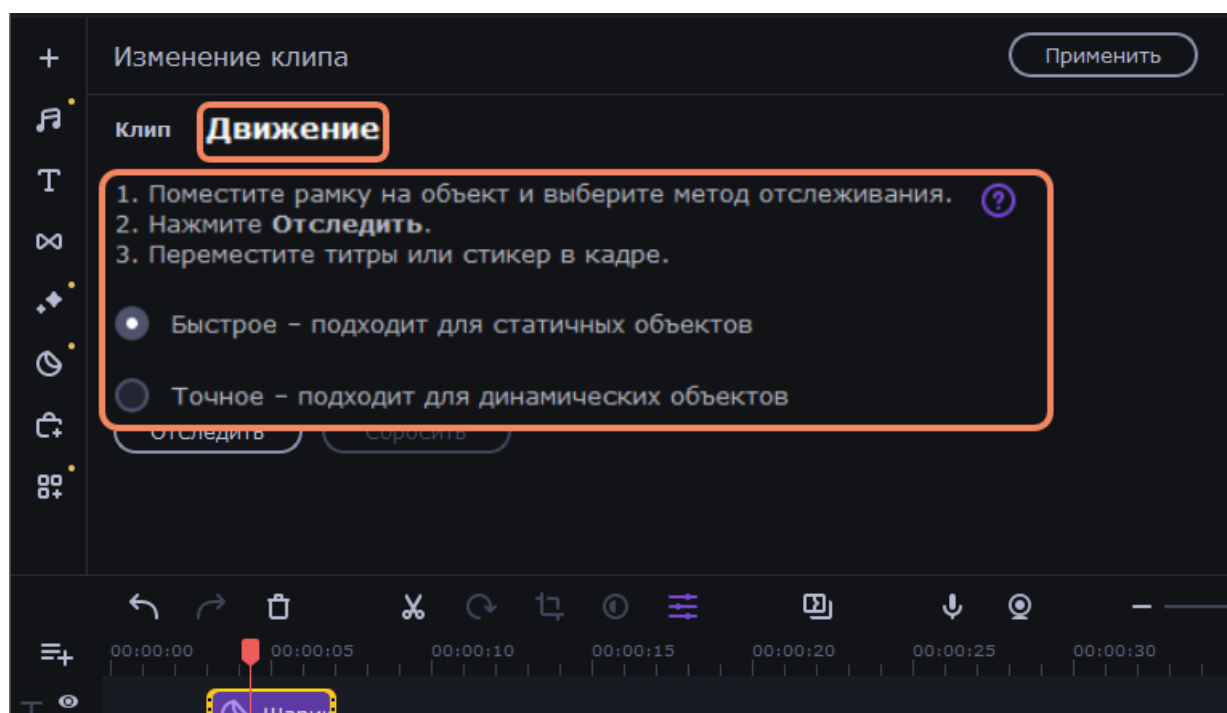 Изменение клипа
Применить
Клип Движение
1. Поместите рамку на объект и выберите метод отслеживания.
2. Нажмите Отследить.
3. Переместите титры или стикер в кадре.
Быстрое – подходит для статичных объектов
Точное – подходит для динамических объектов
Отследить Сбросить
00:00:00 00:00:05 00:00:10 00:00:15 00:00:20 00:00:25 00:00:30